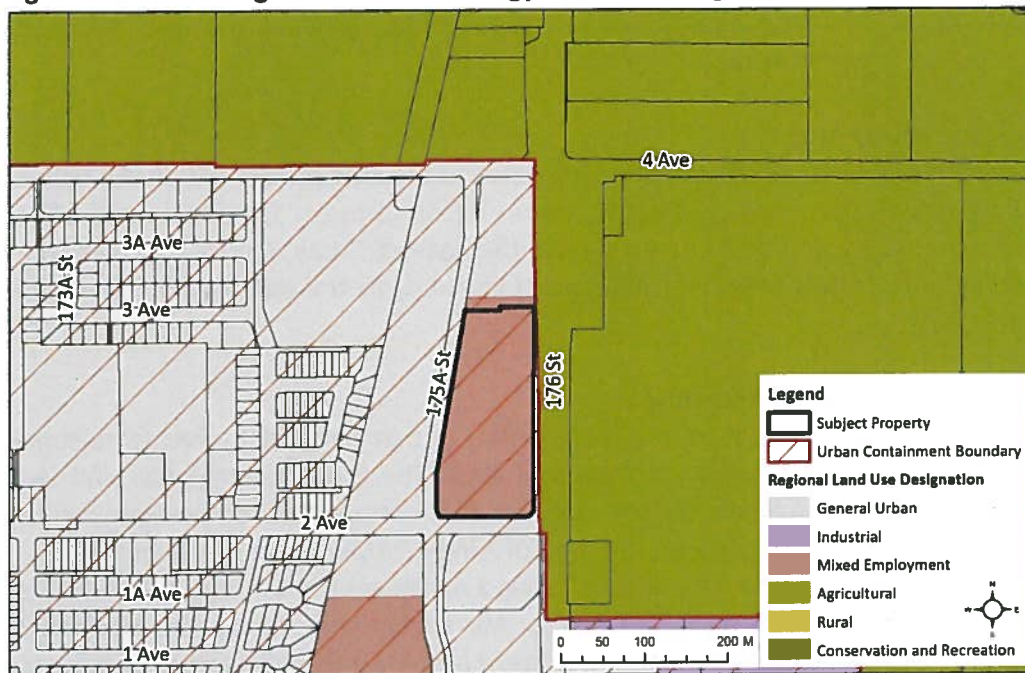 4 Ave
3A Ave
173A St
3 Ave
175A St
176 St
2 Ave
1A Ave
1 Ave
Legend
Subject Property
Urban Containment Boundary
Regional Land Use Designation
General Urban
Industrial
Mixed Employment
Agricultural
Rural
Conservation and Recreation
N
W
E
S
0 50 100 200 M